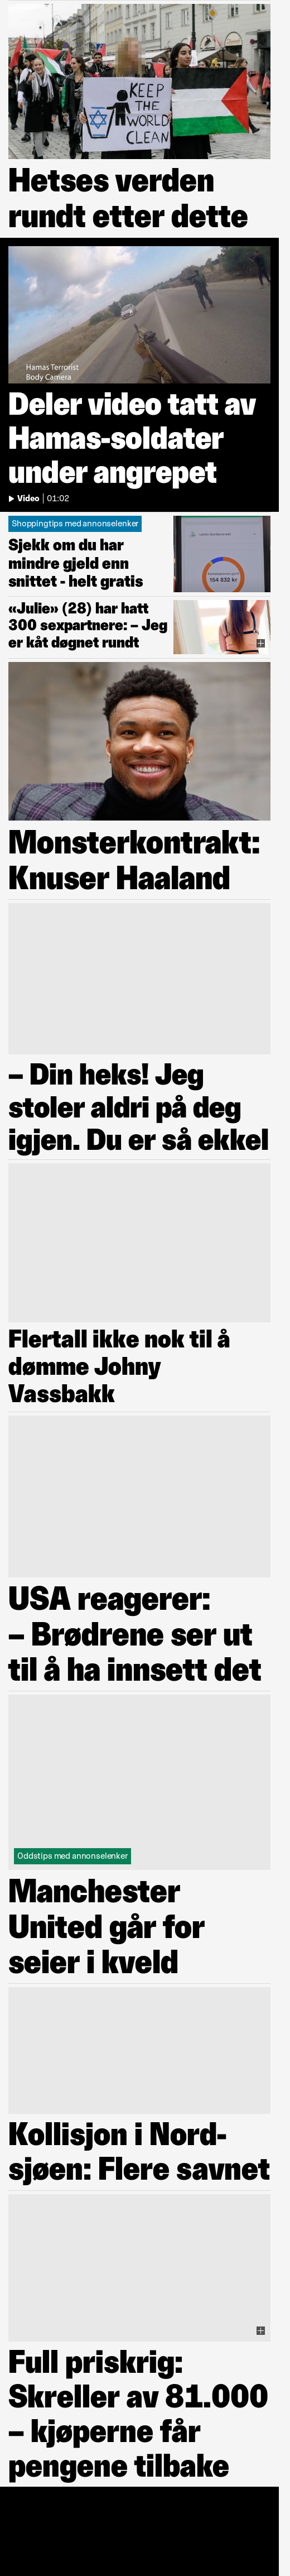 KEEP
THE
WORLD
CLEAN
Hetses verden
rundt etter dette
Hamas Terrorist
Body Camera
Deler video tatt av
Hamas-soldater
under angrepet
Video | 01:02
Shoppingtips med annonselenker
Sjekk om du har
mindre gjeld enn
snittet - helt gratis
154 832 kr
«Julie» (28) har hatt
300 sexpartnere: – Jeg
er kåt døgnet rundt
Monsterkontrakt:
Knuser Haaland
– Din heks! Jeg
stoler aldri på deg
igjen. Du er så ekkel
Flertall ikke nok til å
dømme Johny
Vassbakk
USA reagerer:
– Brødrene ser ut
til å ha innsett det
Oddstips med annonselenker
Manchester
United går for
seier i kveld
Kollisjon i Nord-
sjøen: Flere savnet
Full priskrig:
Skreller av 81.000
– kjøperne får
pengene tilbake